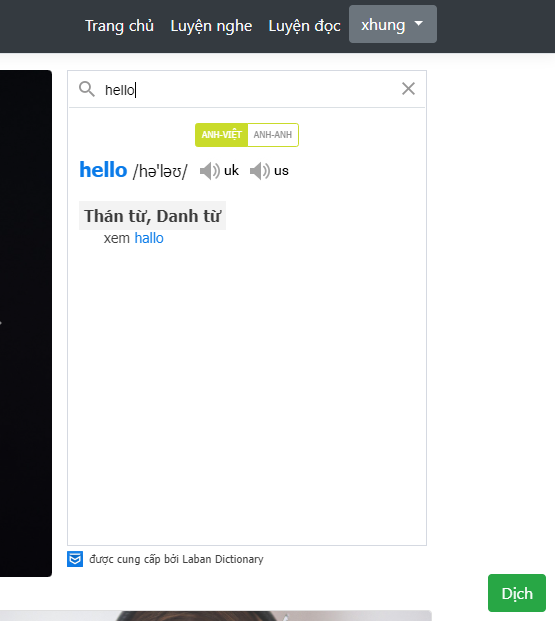 Trang chủ Luyện nghe Luyện đọc xhung
hello
ANH-VIỆT ANH-ANH
hello /hə'ləʊ/ uk us
Thán từ, Danh từ
xem hallo
được cung cấp bởi Laban Dictionary
Dịch